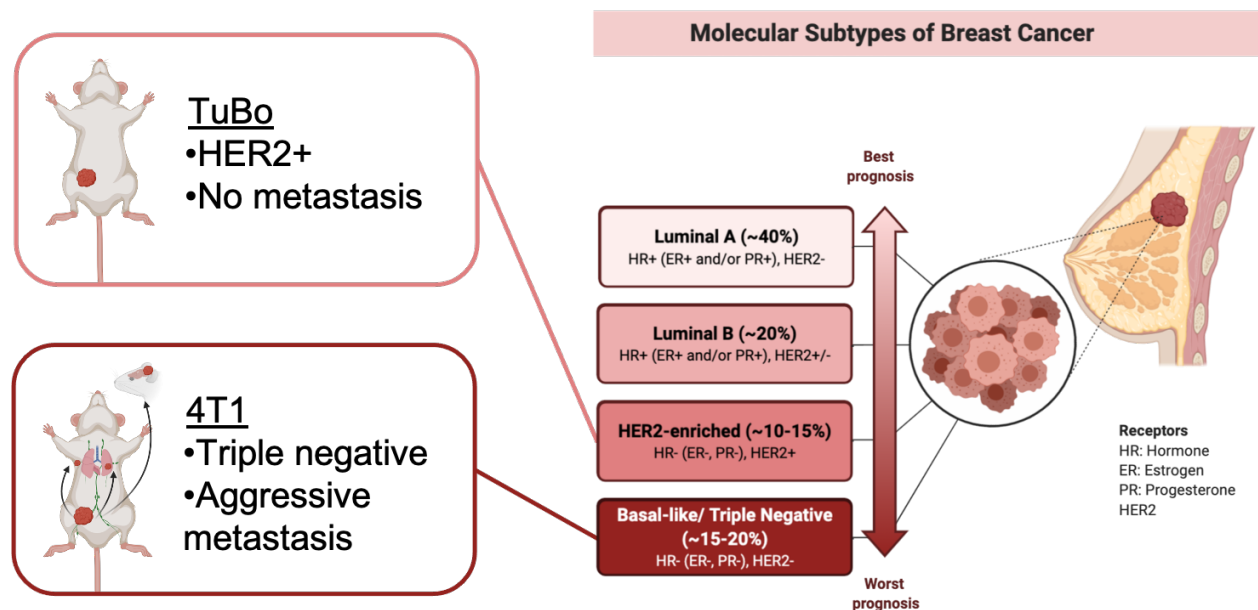 TuBo
•HER2+
•No metastasis
4T1
•Triple negative
•Aggressive
metastasis
Molecular Subtypes of Breast Cancer
Best
prognosis
Luminal A (~40%)
HR+ (ER+ and/or PR+), HER2-
Luminal B (~20%)
HR+ (ER+ and/or PR+), HER2+/-
HER2-enriched (~10-15%)
HR- (ER-, PR-), HER2+
Basal-like/ Triple Negative
(~15-20%)
HR- (ER-, PR-), HER2-
Worst
prognosis
Receptors
HR: Hormone
ER: Estrogen
PR: Progesterone
HER2